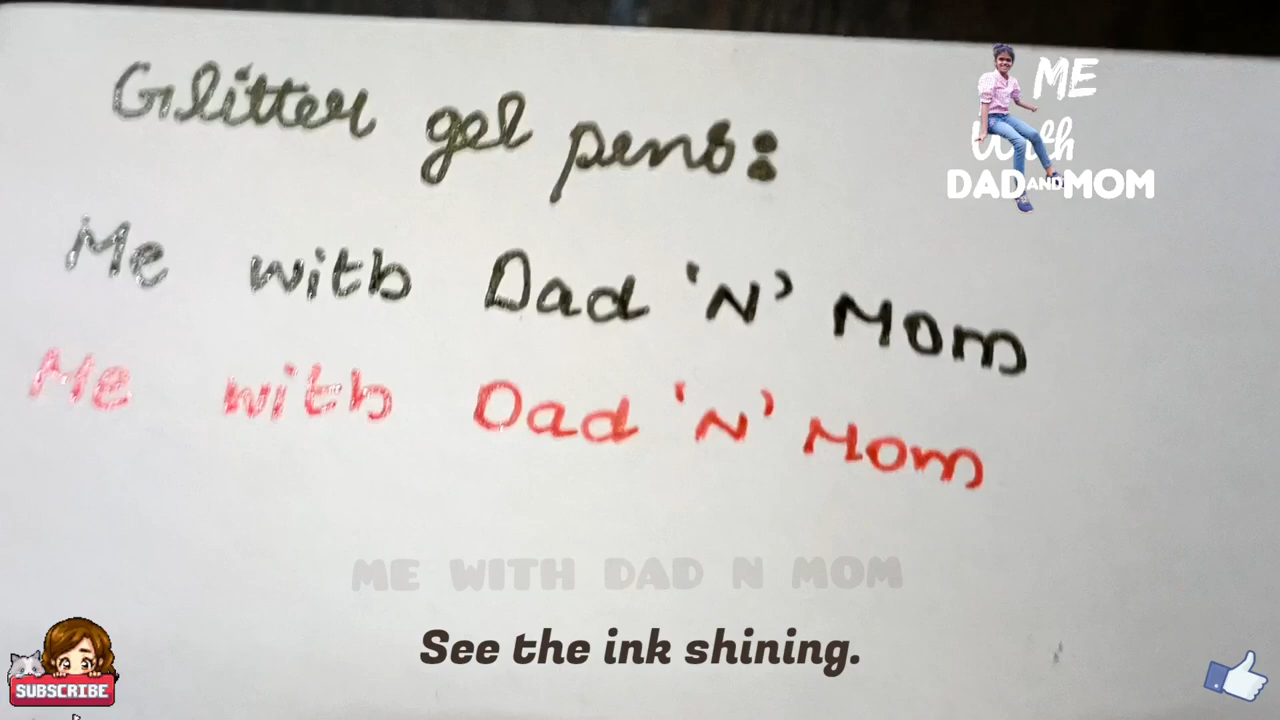 Glitter gel pens:
ME
With
DAD AND MOM
Me with Dad 'N' Mom
Me with Dad 'N' Mom
ME WITH DAD N MOM
See the ink shining.
SUBSCRIBE